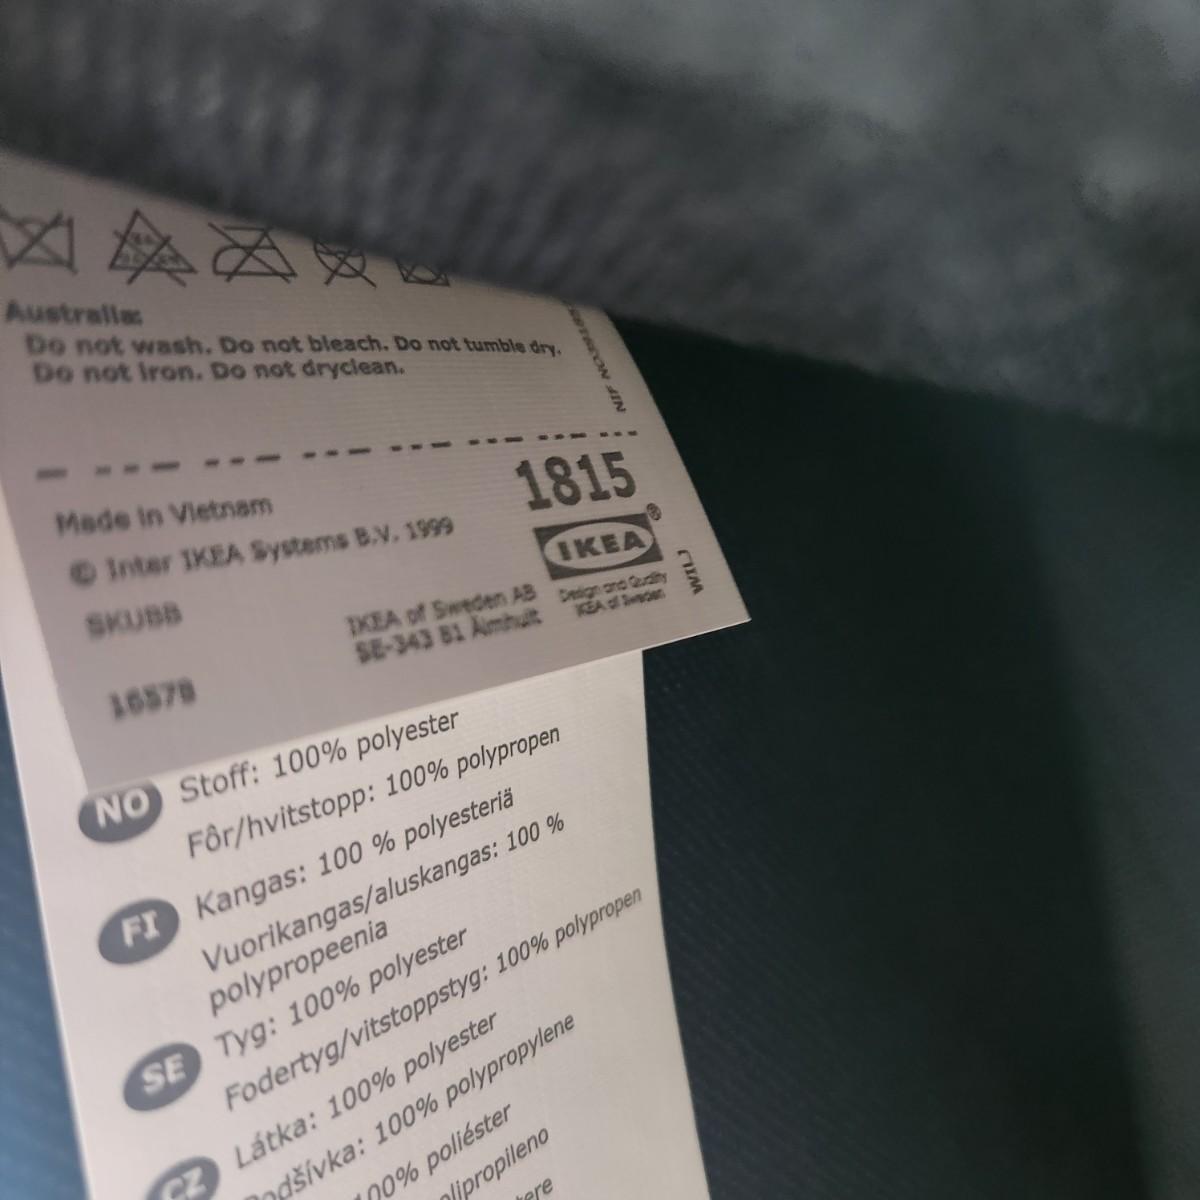 Australia:
Do not wash. Do not bleach. Do not tumble dry.
Do not iron. Do not dryclean.
Made in Vietnam
© Inter IKEA Systems B.V. 1999
SKUBB
16578
1815
IKEA®
Design and Quality
IKEA of Sweden
IKEA of Sweden AB
SE-343 81 Älmhult
NIF
NO Stoff: 100% polyester
Fôr/hvitstopp: 100% polypropen
FI Kangas: 100 % polyesteriä
Vuorikangas/aluskangas: 100 %
polypropeenia
SE Tyg: 100% polyester
Fodertyg/vitstoppstyg: 100% polypropen
CZ Látka: 100% polyester
Podšívka: 100% polypropylene
100% poliéster